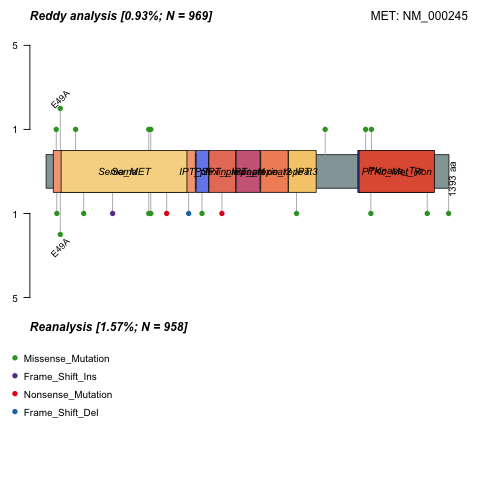 Reddy analysis [0.93%; N = 969]
MET: NM_000245
5
E49A
1
Sema_MET
1393 aa
1
E49A
5
Reanalysis [1.57%; N = 958]
Missense_Mutation
Frame_Shift_Ins
Nonsense_Mutation
Frame_Shift_Del